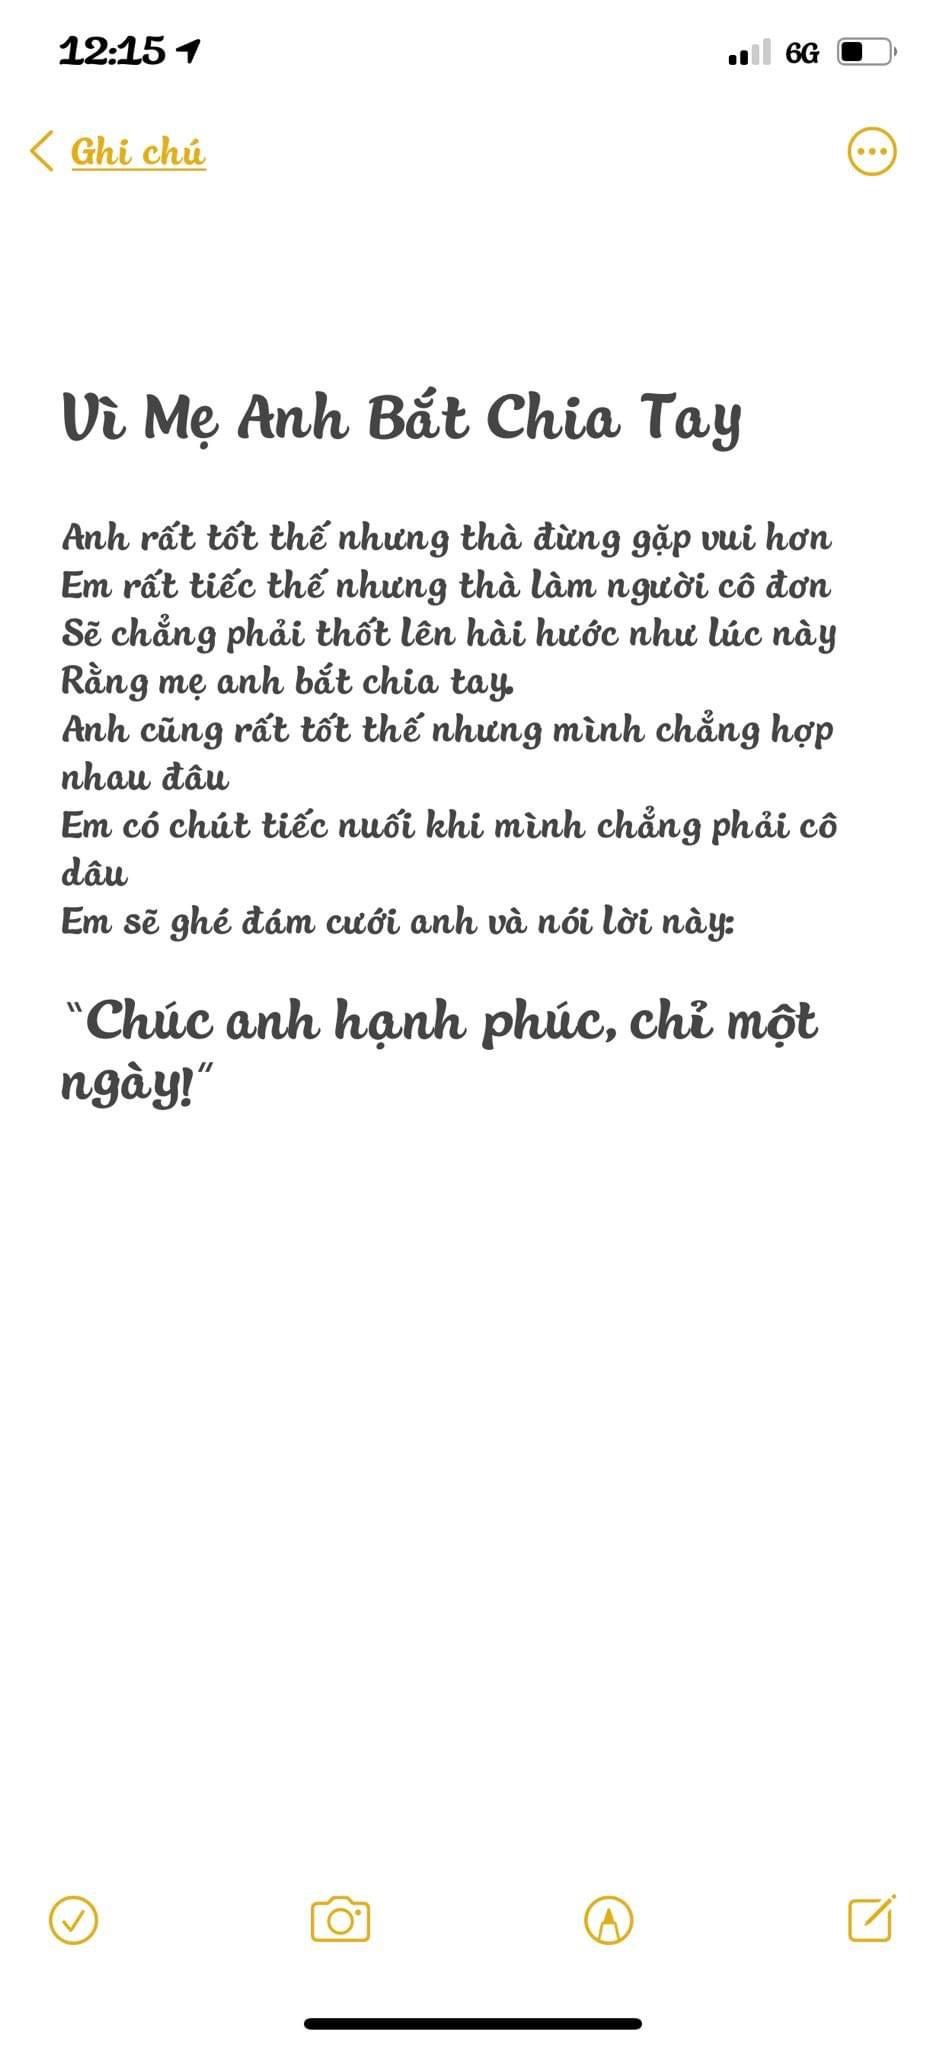 12:15
6G
Ghi chú
Vì Mẹ Anh Bắt Chia Tay
Anh rất tốt thế nhưng thà đừng gặp vui hơn
Em rất tiếc thế nhưng thà làm người cô đơn
Sẽ chẳng phải thốt lên hài hước như lúc này
Rằng mẹ anh bắt chia tay.
Anh cũng rất tốt thế nhưng mình chẳng hợp
nhau đâu
Em có chút tiếc nuối khi mình chẳng phải cô
dâu
Em sẽ ghé đám cưới anh và nói lời này:
“Chúc anh hạnh phúc, chỉ một
ngày!”